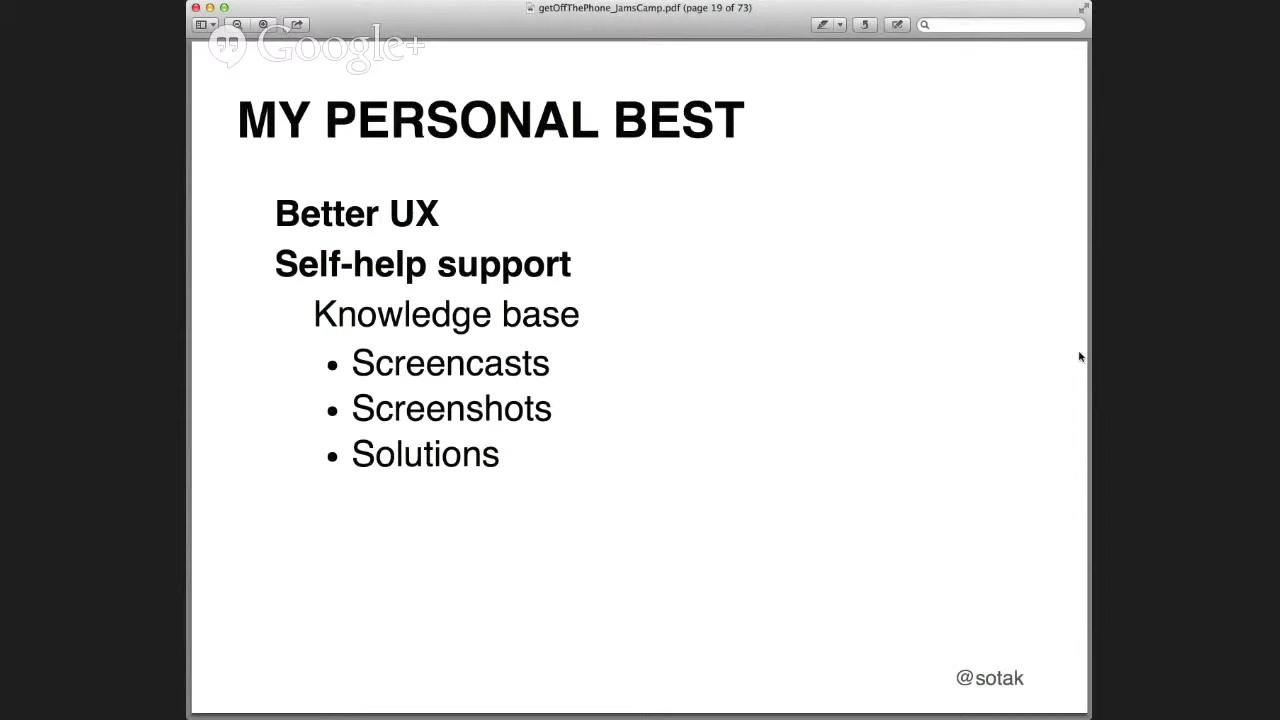 getOffThePhone_JamsCamp.pdf (page 19 of 73)
Google+
MY PERSONAL BEST
Better UX
Self-help support
Knowledge base
• Screencasts
• Screenshots
• Solutions
@sotak